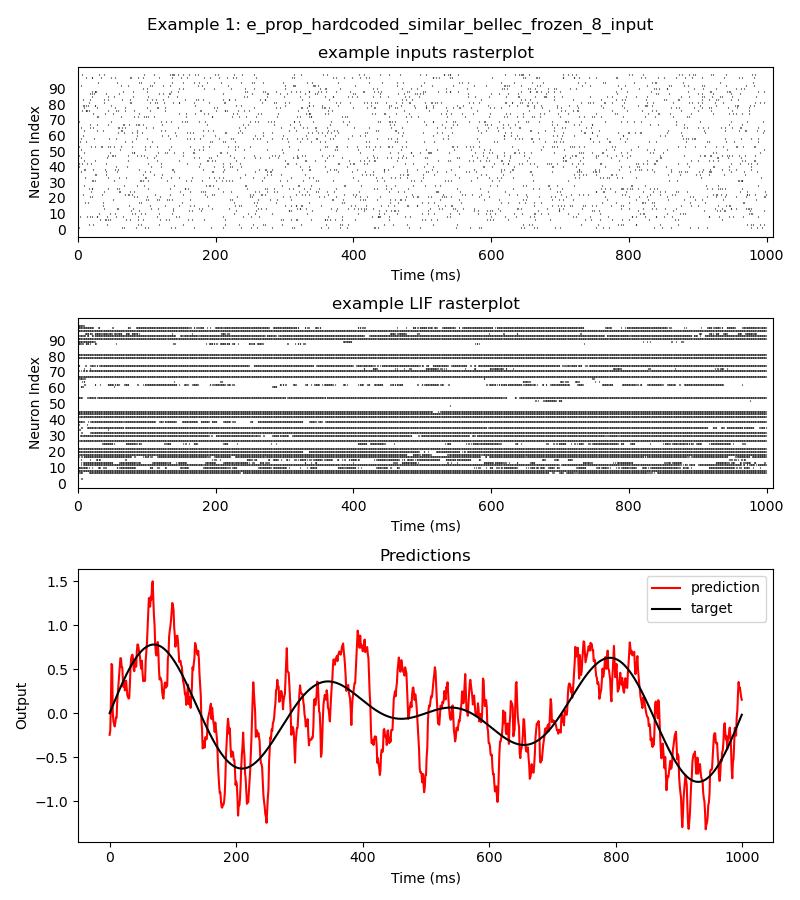 Example 1: e_prop_hardcoded_similar_bellec_frozen_8_input
example inputs rasterplot
Neuron Index
90
80
70
60
50
40
30
20
10
0
0 200 400 600 800 1000
Time (ms)
example LIF rasterplot
Neuron Index
90
80
70
60
50
40
30
20
10
0
0 200 400 600 800 1000
Time (ms)
Predictions
Output
1.5
1.0
0.5
0.0
−0.5
−1.0
prediction
target
0 200 400 600 800 1000
Time (ms)